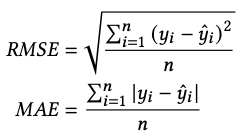 RMSE = √(∑ᵢ₌₁ⁿ (yᵢ − ŷᵢ)² / n)
MAE = ∑ᵢ₌₁ⁿ |yᵢ − ŷᵢ| / n